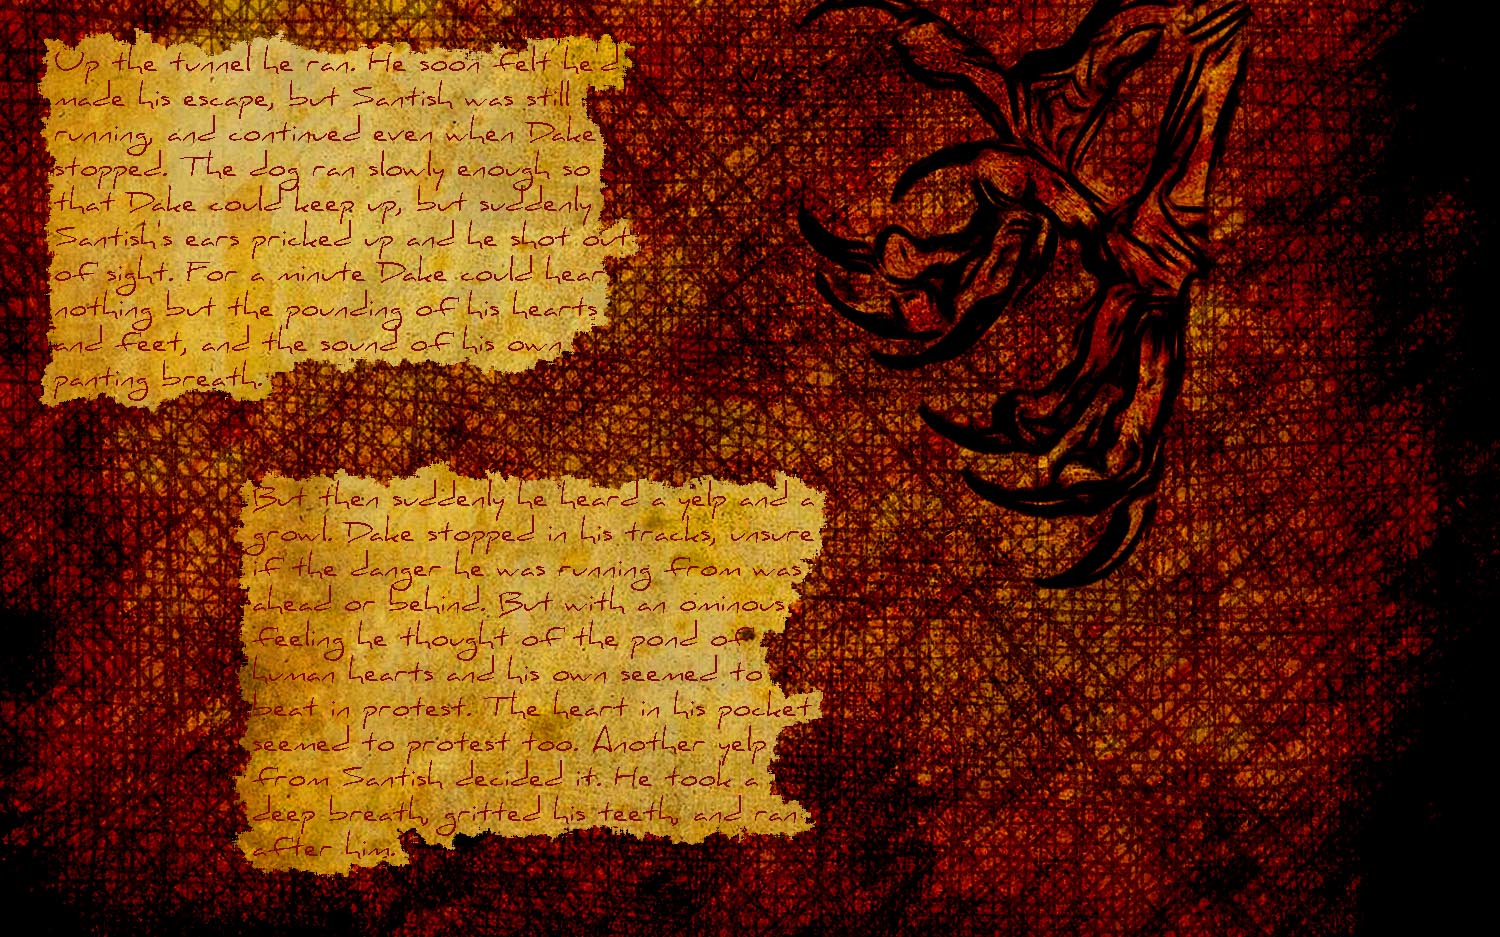 Up the tunnel he ran. He soon felt he'd
made his escape, but Santish was still
running, and continued even when Dake
stopped. The dog ran slowly enough so
that Dake could keep up, but suddenly
Santish's ears pricked up and he shot out
of sight. For a minute Dake could hear
nothing but the pounding of his hearts
and feet, and the sound of his own
panting breath.
But then suddenly he heard a yelp and a
growl. Dake stopped in his tracks, unsure
if the danger he was running from was
ahead or behind. But with an ominous
feeling he thought of the pond of
human hearts and his own seemed to
beat in protest. The heart in his pocket
seemed to protest too. Another yelp
from Santish decided it. He took a
deep breath, gritted his teeth, and ran
after him.